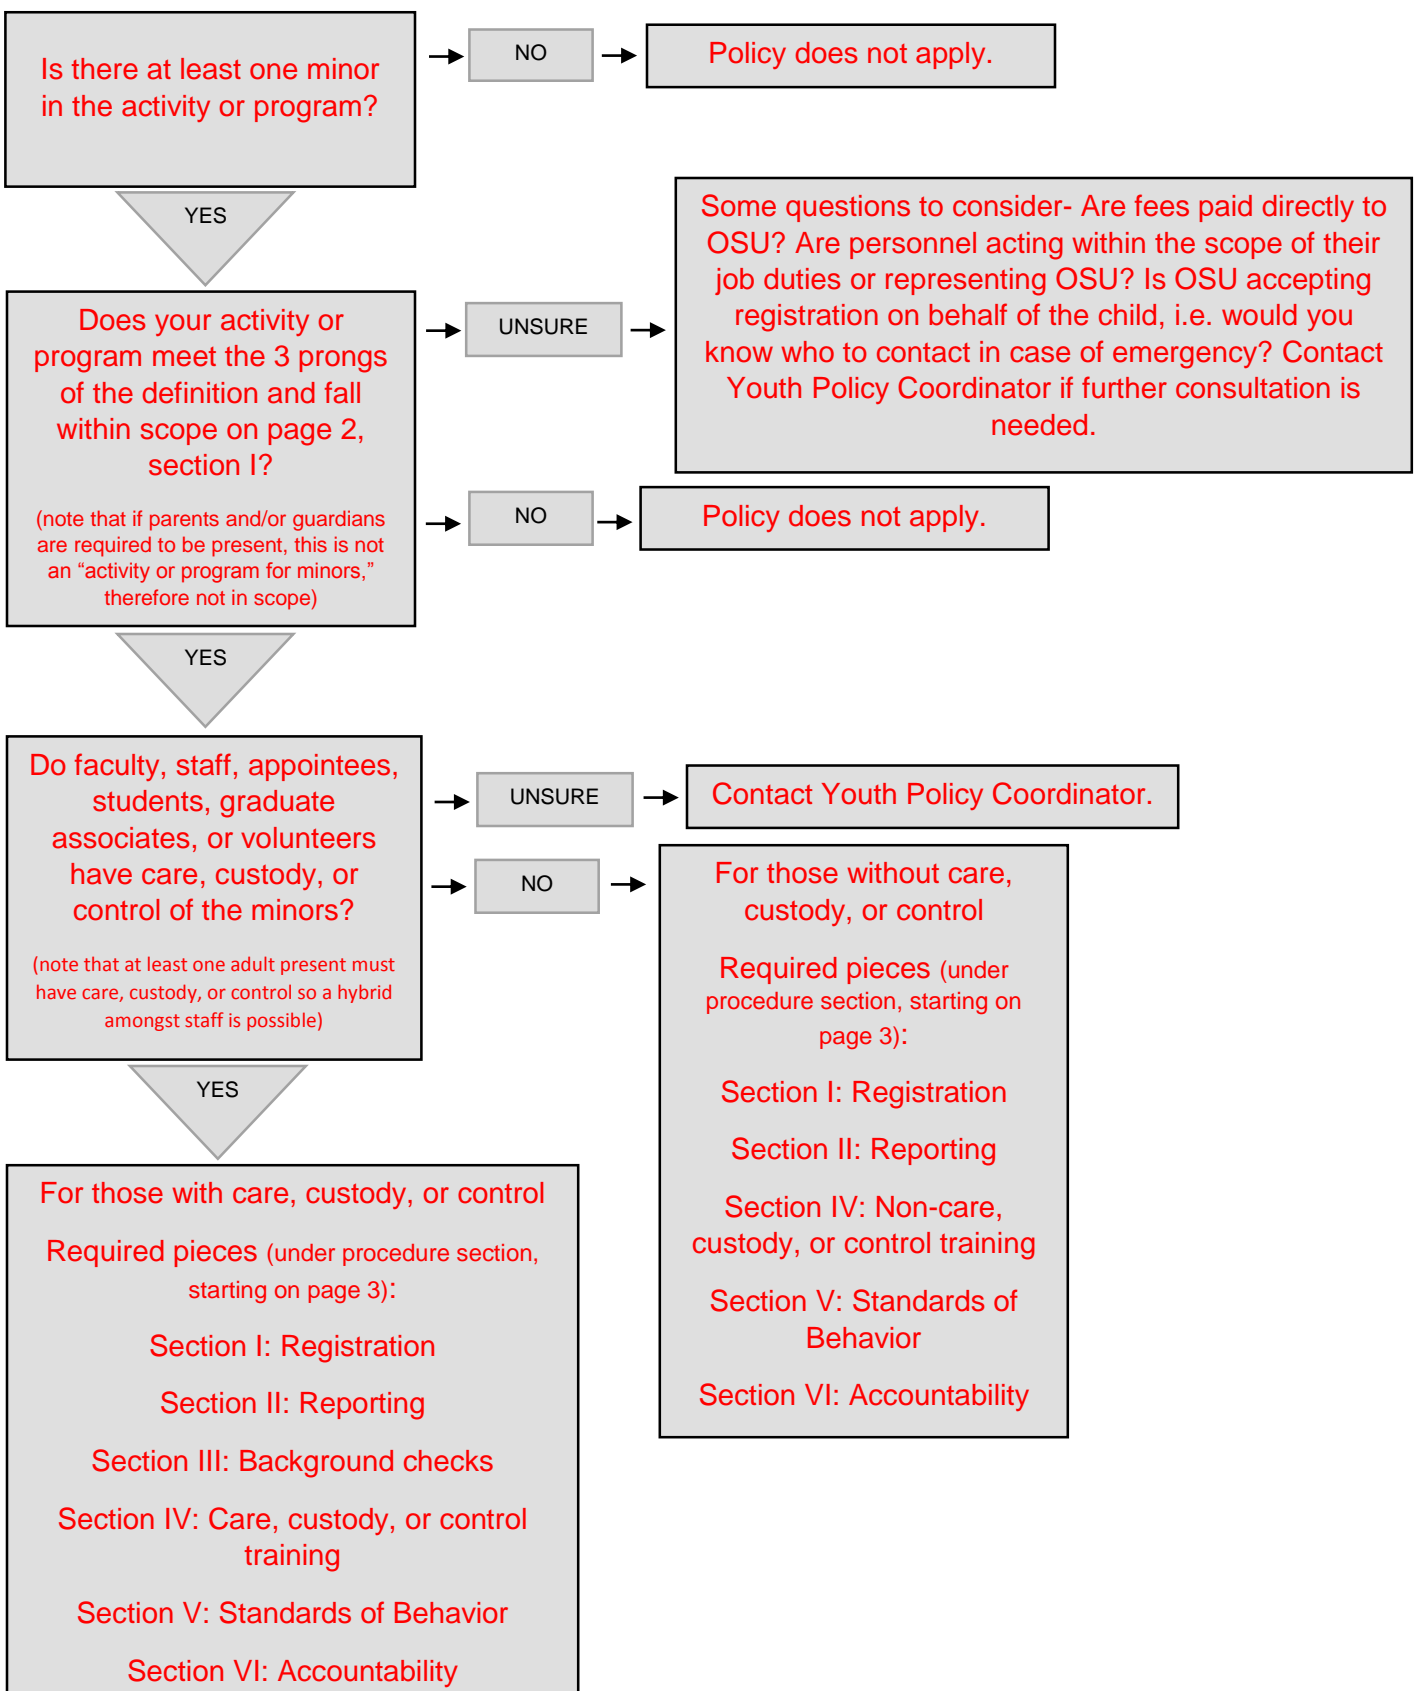 Is there at least one minor
in the activity or program?
NO
Policy does not apply.
YES
Does your activity or
program meet the 3 prongs
of the definition and fall
within scope on page 2,
section I?
(note that if parents and/or guardians
are required to be present, this is not
an “activity or program for minors,”
therefore not in scope)
UNSURE
Some questions to consider- Are fees paid directly to
OSU? Are personnel acting within the scope of their
job duties or representing OSU? Is OSU accepting
registration on behalf of the child, i.e. would you
know who to contact in case of emergency? Contact
Youth Policy Coordinator if further consultation is
needed.
NO
Policy does not apply.
YES
Do faculty, staff, appointees,
students, graduate
associates, or volunteers
have care, custody, or
control of the minors?
(note that at least one adult present must
have care, custody, or control so a hybrid
amongst staff is possible)
UNSURE
Contact Youth Policy Coordinator.
NO
For those without care,
custody, or control
Required pieces (under
procedure section, starting on
page 3):
Section I: Registration
Section II: Reporting
Section IV: Non-care,
custody, or control training
Section V: Standards of
Behavior
Section VI: Accountability
YES
For those with care, custody, or control
Required pieces (under procedure section,
starting on page 3):
Section I: Registration
Section II: Reporting
Section III: Background checks
Section IV: Care, custody, or control
training
Section V: Standards of Behavior
Section VI: Accountability